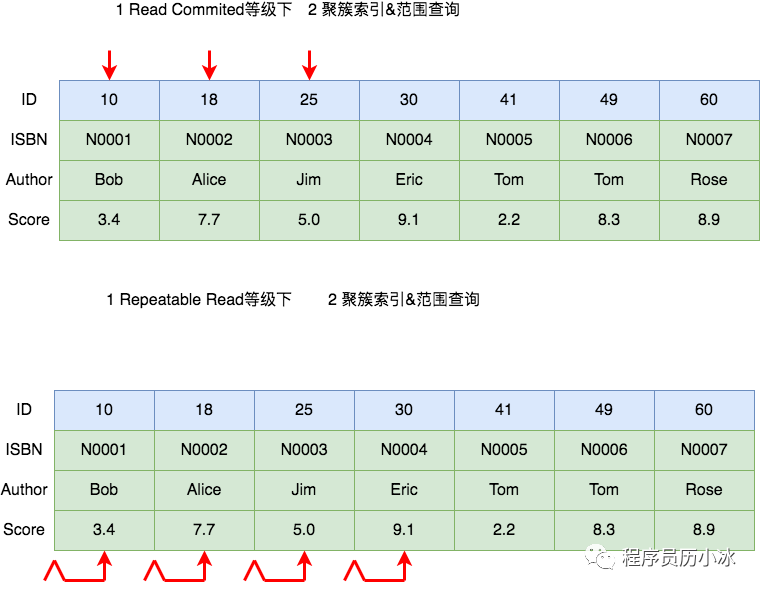 1 Read Commited等级下 2 聚簇索引&范围查询
ID 10 18 25 30 41 49 60
ISBN N0001 N0002 N0003 N0004 N0005 N0006 N0007
Author Bob Alice Jim Eric Tom Tom Rose
Score 3.4 7.7 5.0 9.1 2.2 8.3 8.9
1 Repeatable Read等级下 2 聚簇索引&范围查询
ID 10 18 25 30 41 49 60
ISBN N0001 N0002 N0003 N0004 N0005 N0006 N0007
Author Bob Alice Jim Eric Tom Tom Rose
Score 3.4 7.7 5.0 9.1 2.2 8.3 8.9
程序员历小冰